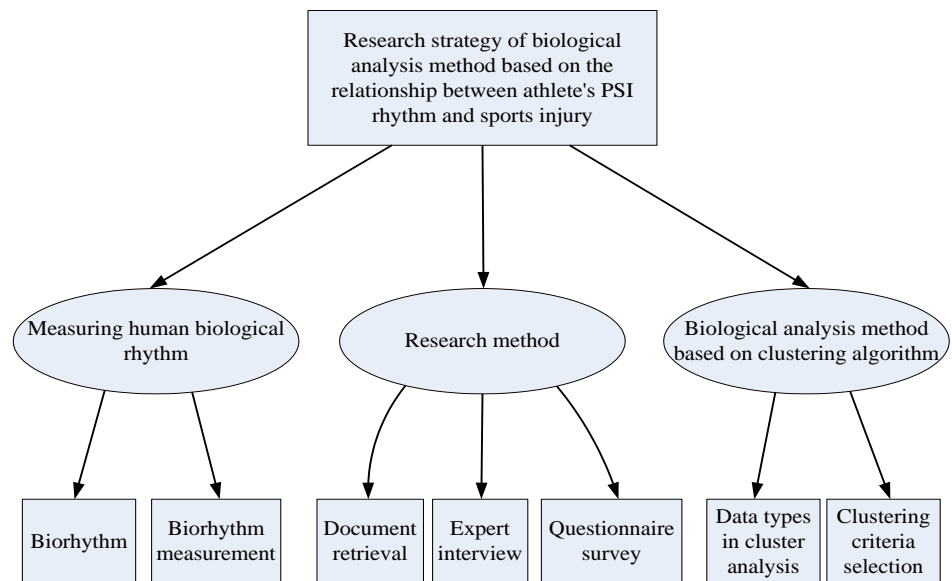 Research strategy of biological
analysis method based on the
relationship between athlete's PSI
rhythm and sports injury
Measuring human biological
rhythm
Research method
Biological analysis method
based on clustering algorithm
Biorhythm
Biorhythm
measurement
Document
retrieval
Expert
interview
Questionnaire
survey
Data types
in cluster
analysis
Clustering
criteria
selection